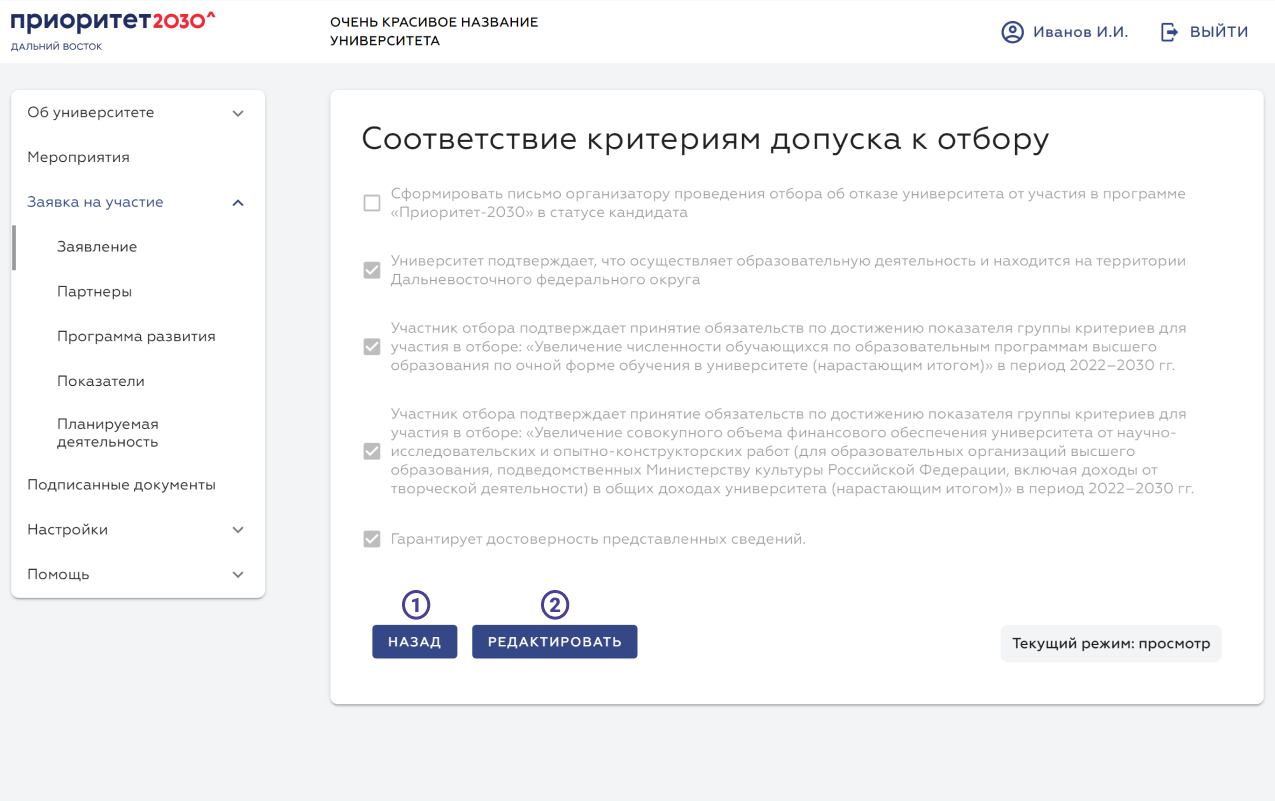 приоритет2030^
ДАЛЬНИЙ ВОСТОК
ОЧЕНЬ КРАСИВОЕ НАЗВАНИЕ
УНИВЕРСИТЕТА
Иванов И.И.
ВЫЙТИ
Об университете
Мероприятия
Заявка на участие
Заявление
Партнеры
Программа развития
Показатели
Планируемая
деятельность
Подписанные документы
Настройки
Помощь
Соответствие критериям допуска к отбору
Сформировать письмо организатору проведения отбора об отказе университета от участия в программе
«Приоритет-2030» в статусе кандидата
Университет подтверждает, что осуществляет образовательную деятельность и находится на территории
Дальневосточного федерального округа
Участник отбора подтверждает принятие обязательств по достижению показателя группы критериев для
участия в отборе: «Увеличение численности обучающихся по образовательным программам высшего
образования по очной форме обучения в университете (нарастающим итогом)» в период 2022–2030 гг.
Участник отбора подтверждает принятие обязательств по достижению показателя группы критериев для
участия в отборе: «Увеличение совокупного объема финансового обеспечения университета от научно-
исследовательских и опытно-конструкторских работ (для образовательных организаций высшего
образования, подведомственных Министерству культуры Российской Федерации, включая доходы от
творческой деятельности) в общих доходах университета (нарастающим итогом)» в период 2022–2030 гг.
Гарантирует достоверность представленных сведений.
1
2
НАЗАД
РЕДАКТИРОВАТЬ
Текущий режим: просмотр